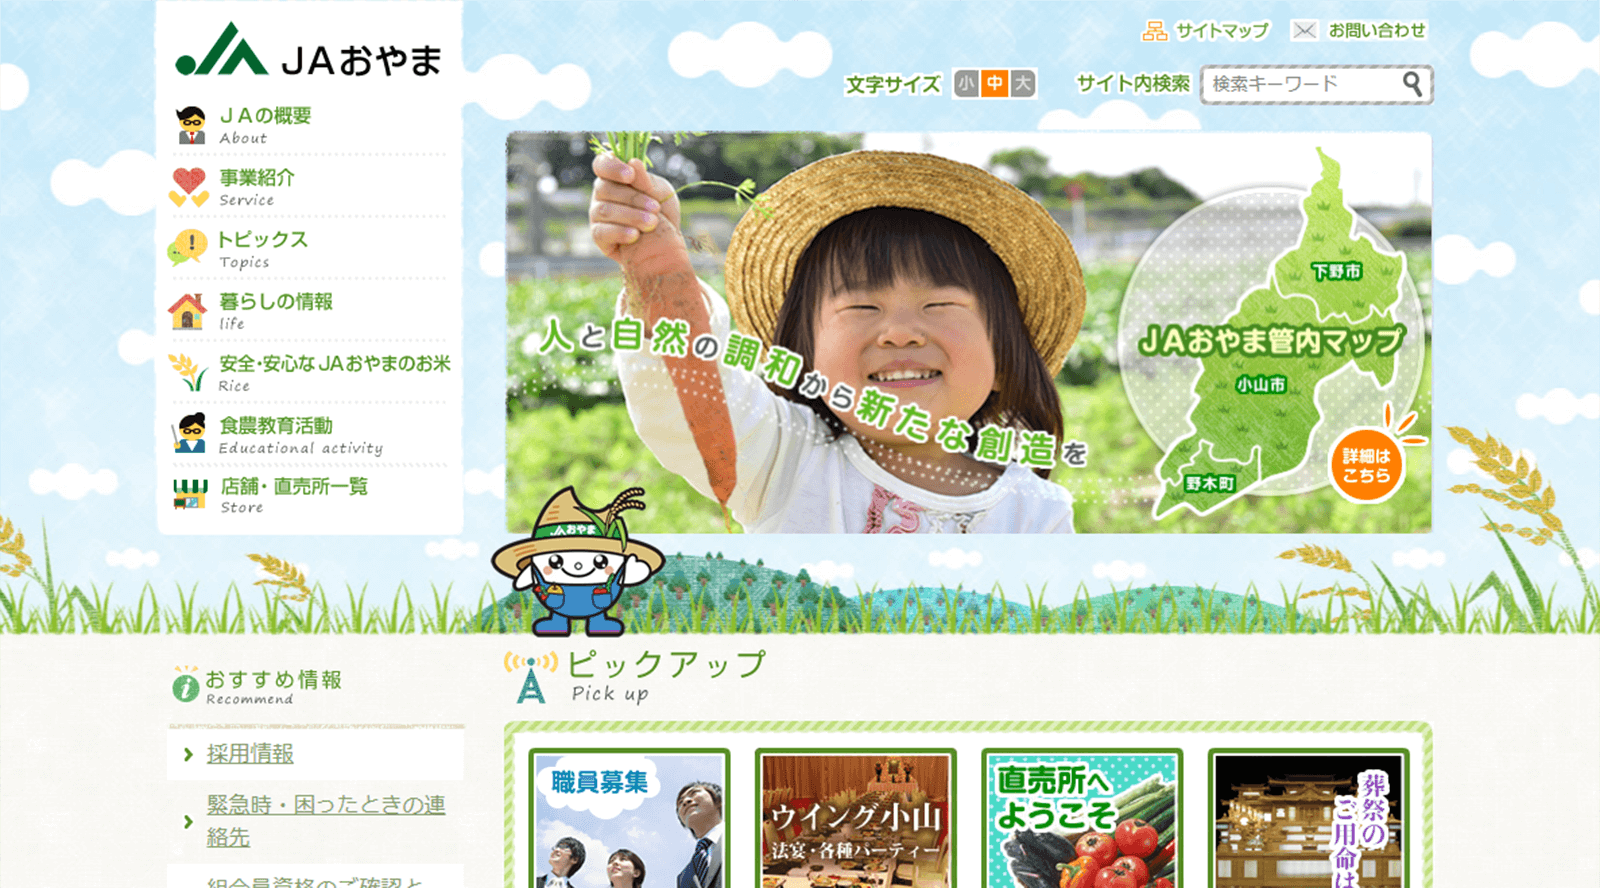 JAおやま
JAの概要
About
事業紹介
Service
トピックス
Topics
暮らしの情報
life
安全・安心なJAおやまのお米
Rice
食農教育活動
Educational activity
店舗・直売所一覧
Store
サイトマップ
お問い合わせ
文字サイズ
小
中
大
サイト内検索
検索キーワード
人と自然の調和から新たな創造を
下野市
JAおやま管内マップ
小山市
野木町
詳細は
こちら
JAおやま
おすすめ情報
Recommend
採用情報
緊急時・困ったときの連
絡先
組合員資格のご確認と
ピックアップ
Pick up
職員募集
ウイング小山
法宴・各種パーティー
直売所へ
ようこそ
葬祭の
ご用命は